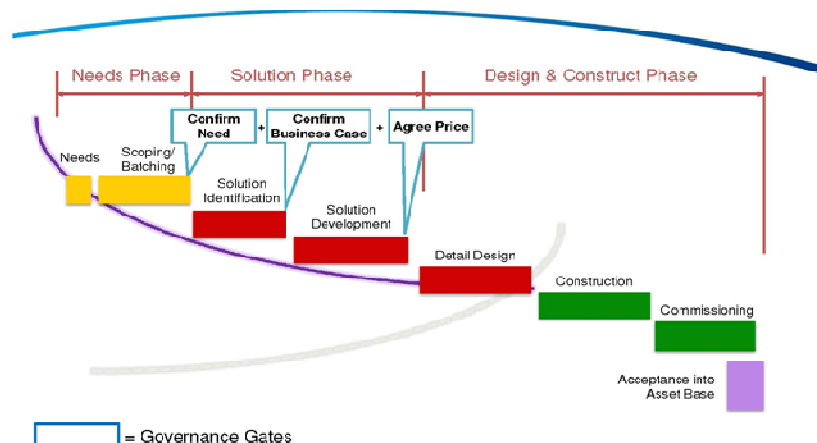 Needs Phase
Solution Phase
Design & Construct Phase
Confirm
Need
+
Confirm
Business Case
+
Agree Price
Needs
Scoping/
Batching
Solution
Identification
Solution
Development
Detail Design
Construction
Commissioning
Acceptance into
Asset Base
= Governance Gates